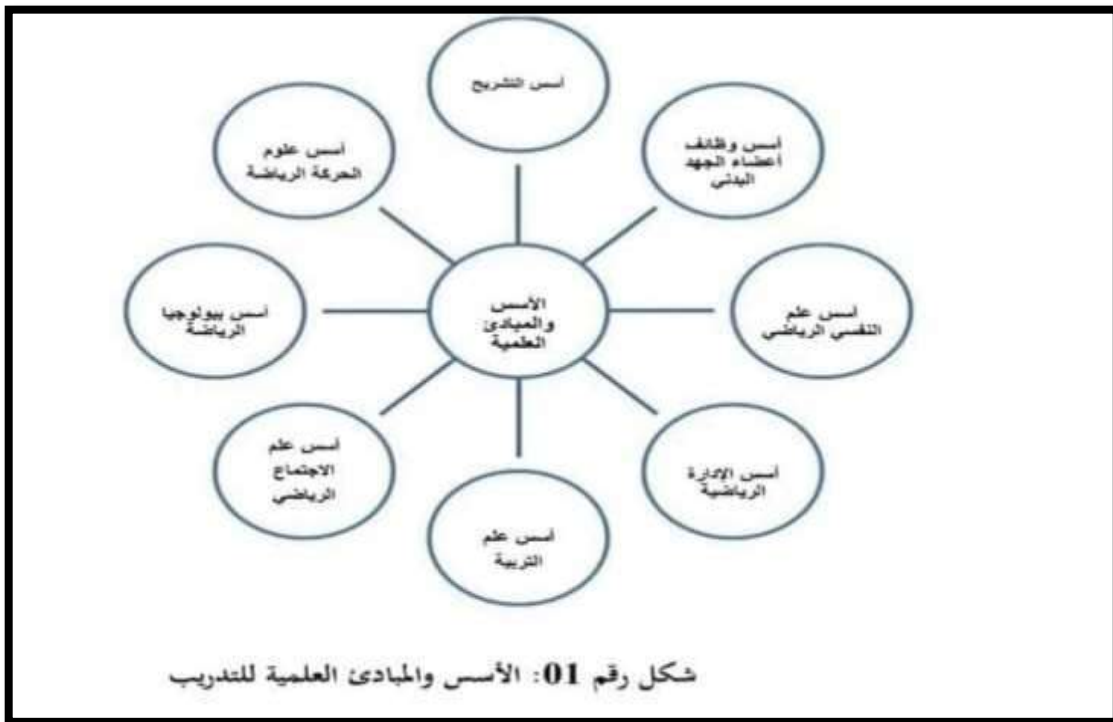 أسس التشريح
أسس وظائف
أعضاء الجهد
البدني
أسس علم
النفسي الرياضي
أسس الإدارة
الرياضية
أسس علم
التربية
أسس علم
الاجتماع
الرياضي
أسس بيولوجيا
الرياضة
أسس علوم
الحركة الرياضة
الأسس
والمبادئ
العلمية
شكل رقم 01: الأسس والمبادئ العلمية للتدريب